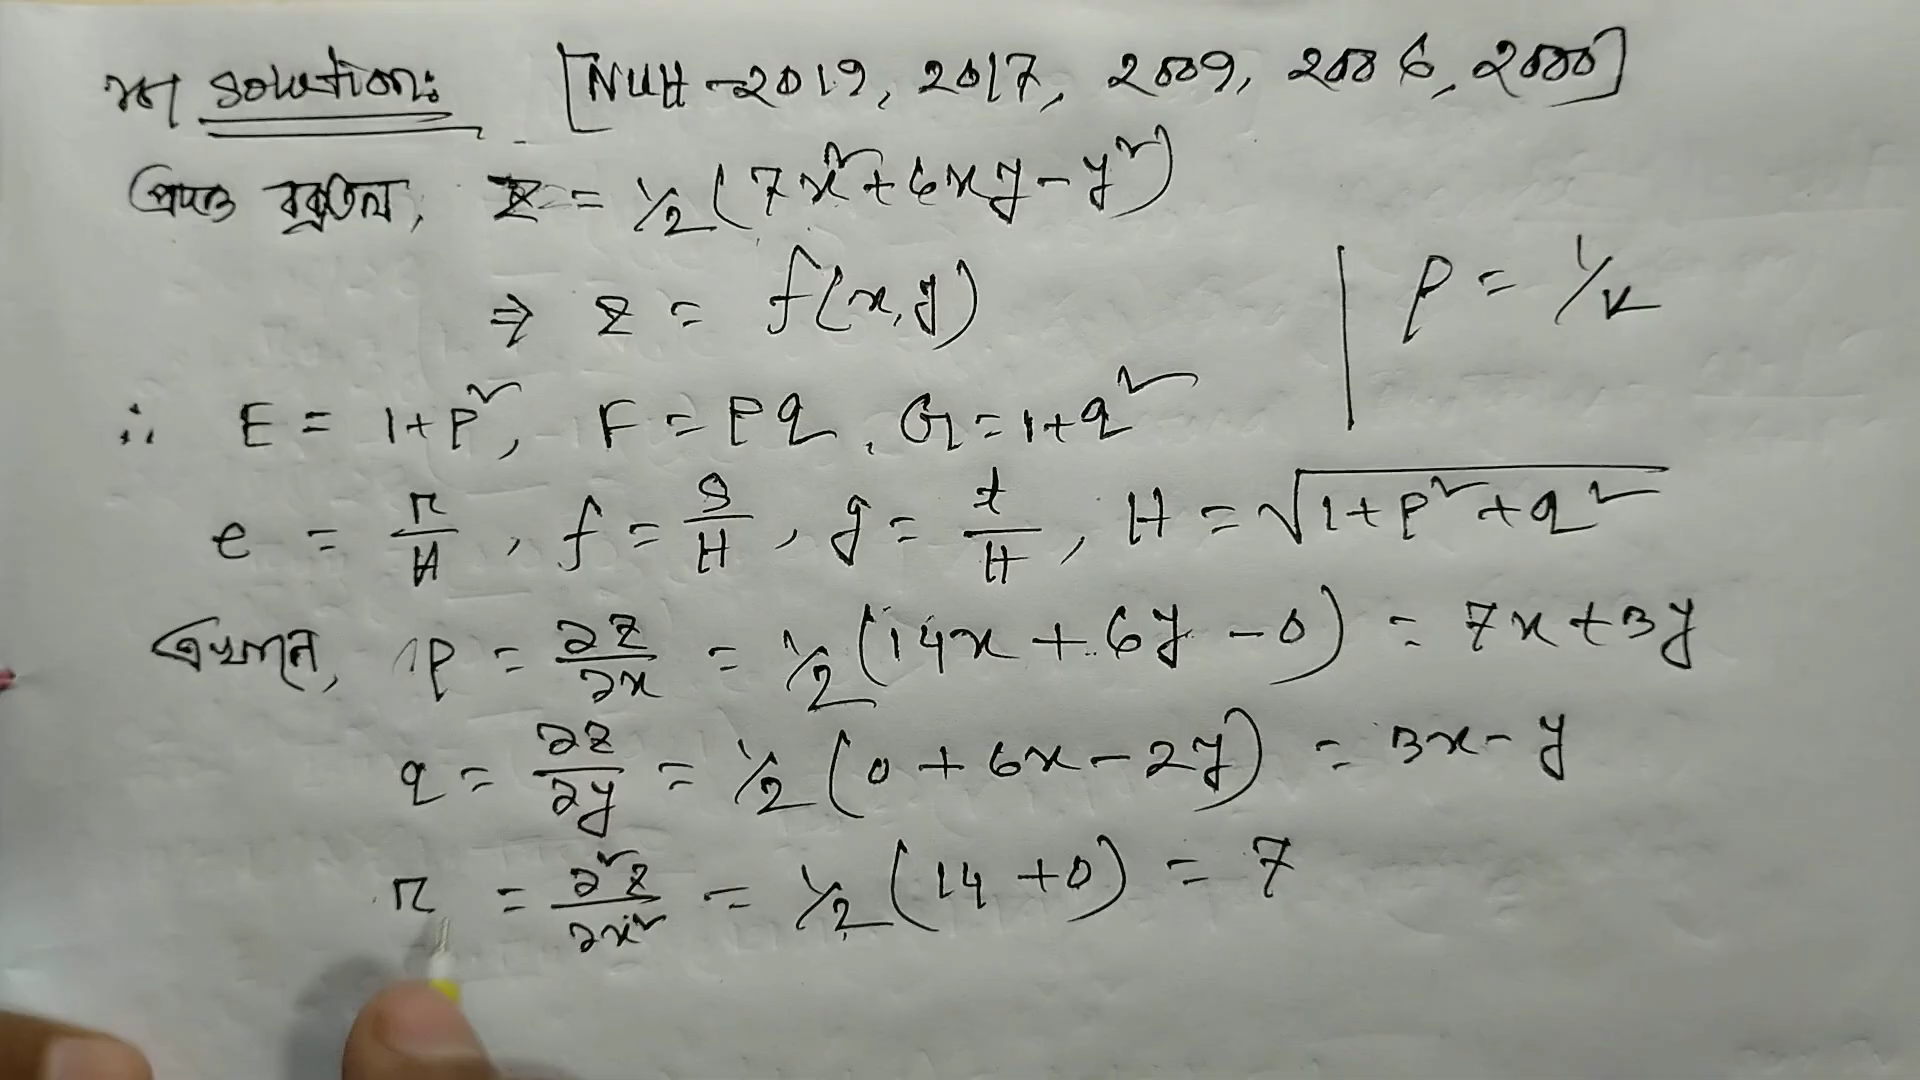 সঃ solution: [NUH-2019, 2017, 2009, 2006, 2000]
প্রদত্ত বক্রতল, z = 1/2 (7x² + 6xy - y²)
⇒ z = f(x,y)
ρ = 1/K
∴ E = 1+p², F = pq, G = 1+q²
e = r/H, f = s/H, g = t/H, H = √(1+p²+q²)
এখানে, p = ∂z/∂x = 1/2 (14x + 6y - 0) = 7x+3y
q = ∂z/∂y = 1/2 (0 + 6x - 2y) = 3x - y
r = ∂²z/∂x² = 1/2 (14 + 0) = 7